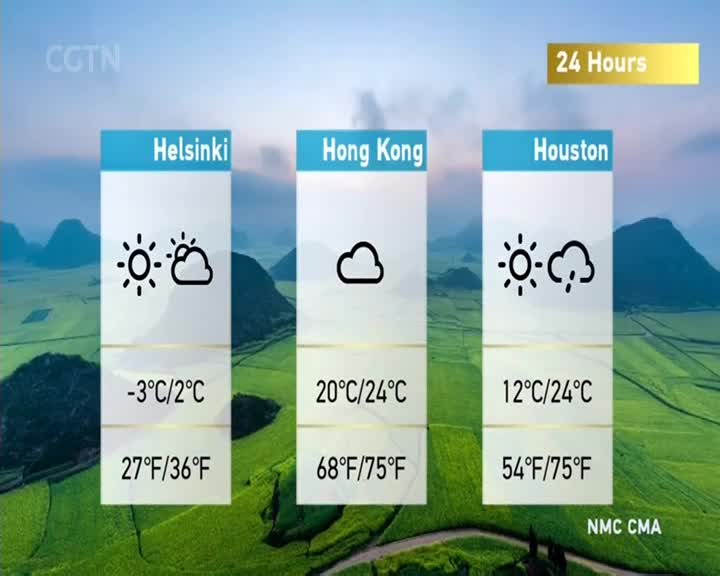 CGTN
24 Hours
Helsinki
Hong Kong
Houston
-3°C/2°C
20°C/24°C
12°C/24°C
27°F/36°F
68°F/75°F
54°F/75°F
NMC CMA